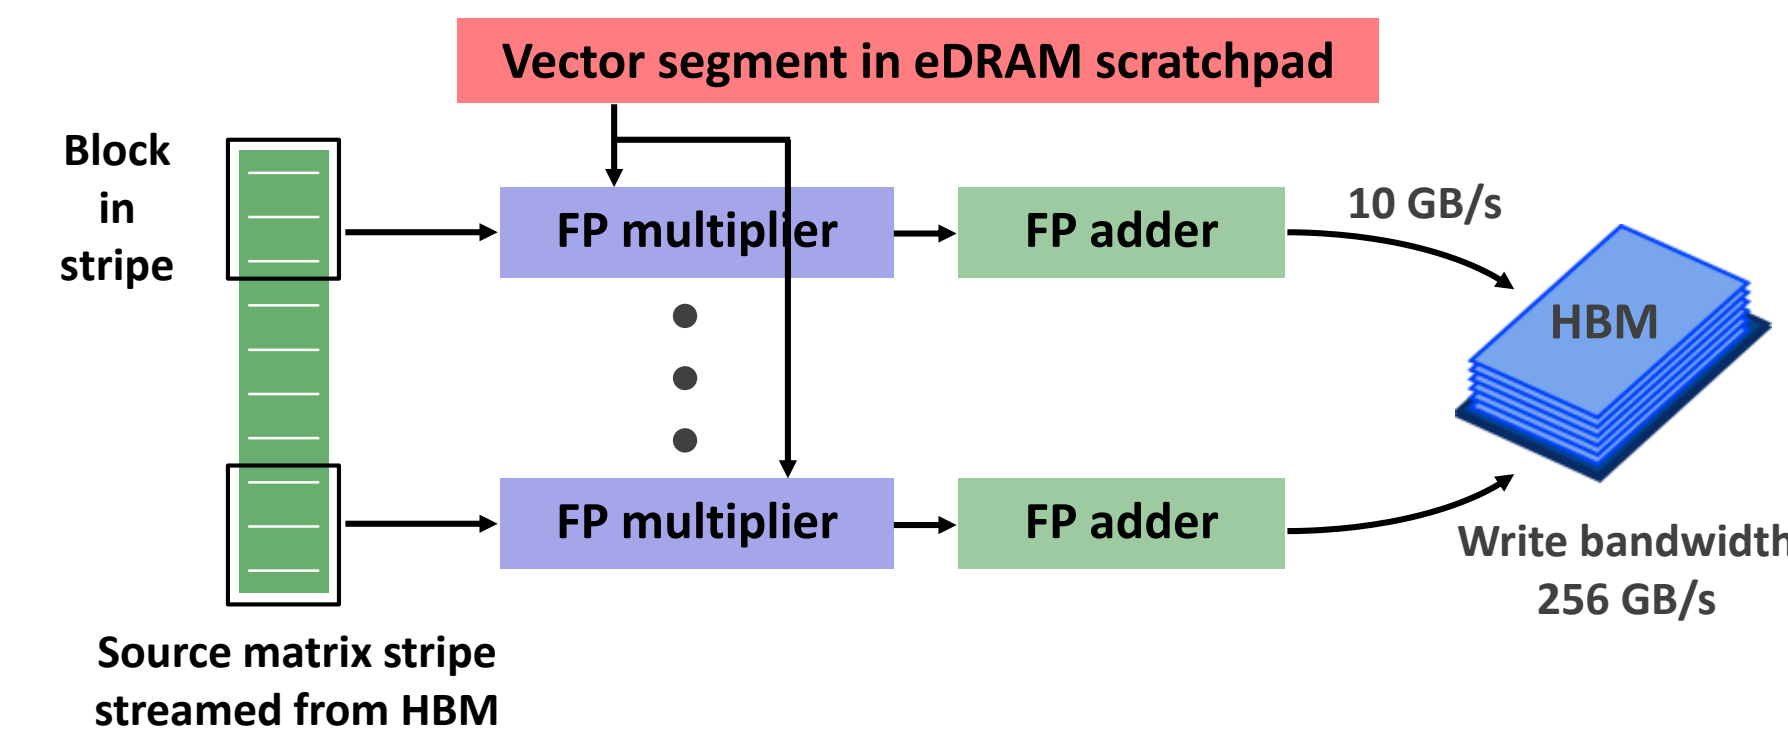 Vector segment in eDRAM scratchpad
Block
in
stripe
FP multiplier
FP adder
10 GB/s
HBM
FP multiplier
FP adder
Write bandwidth
256 GB/s
Source matrix stripe
streamed from HBM